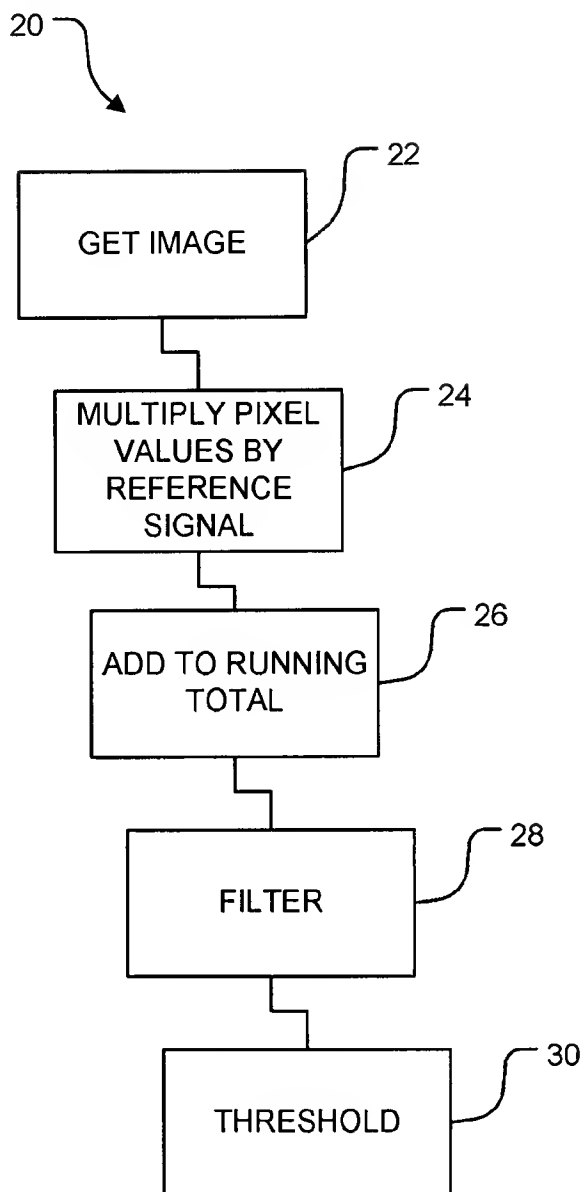 20
22
GET IMAGE
24
MULTIPLY PIXEL
VALUES BY
REFERENCE
SIGNAL
26
ADD TO RUNNING
TOTAL
28
FILTER
30
THRESHOLD